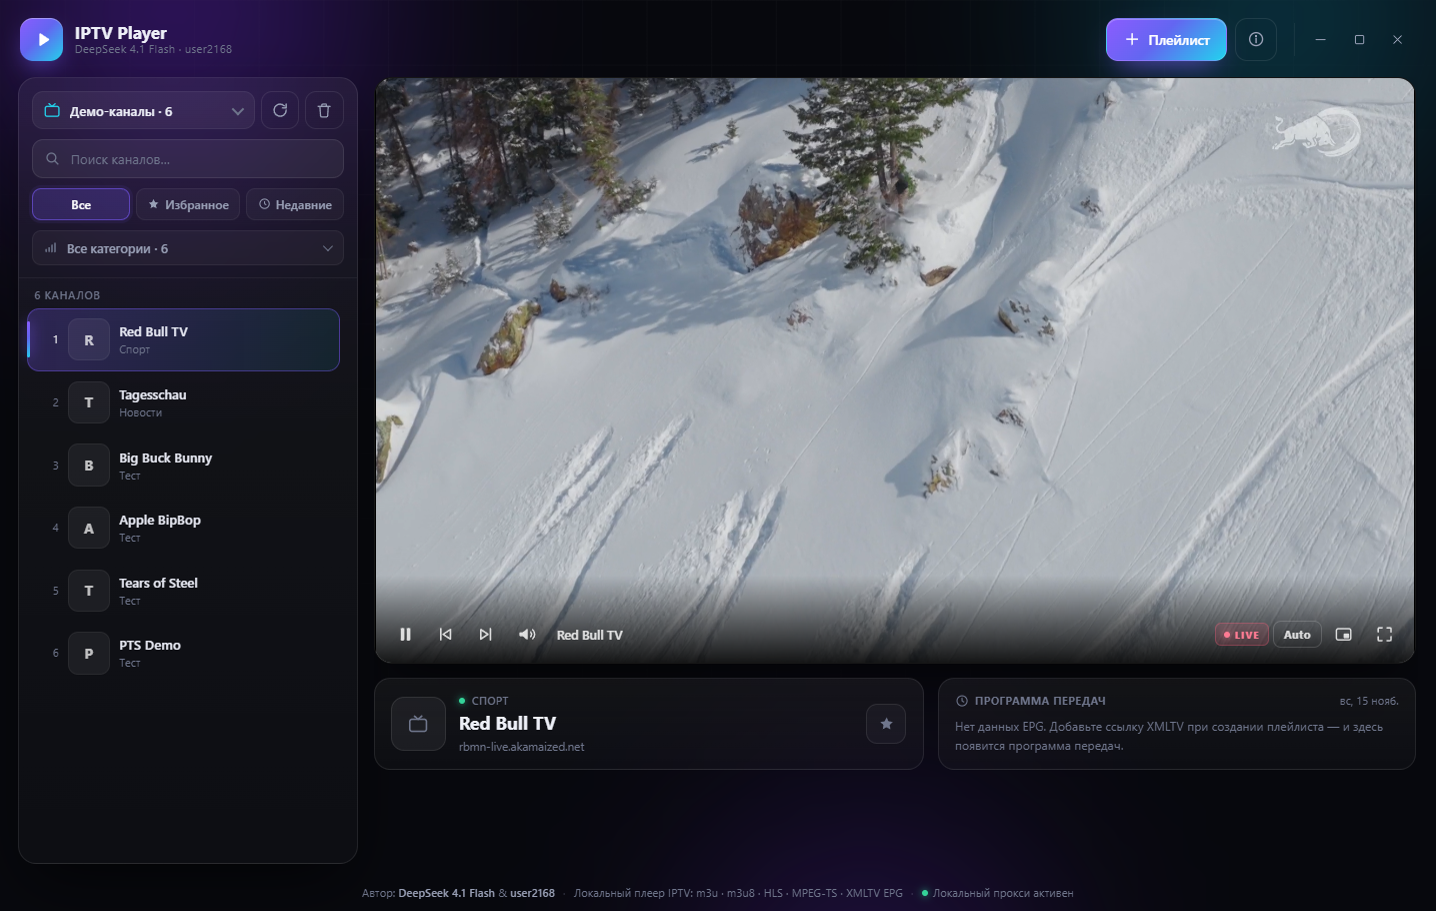 IPTV Player
DeepSeek 4.1 Flash · user2168
Плейлист
Демо-каналы · 6
Поиск каналов...
Все
Избранное
Недавние
Все категории · 6
6 КАНАЛОВ
1
R
Red Bull TV
Спорт
2
T
Tagesschau
Новости
3
B
Big Buck Bunny
Тест
4
A
Apple BipBop
Тест
5
T
Tears of Steel
Тест
6
P
PTS Demo
Тест
Red Bull TV
LIVE
Auto
СПОРТ
Red Bull TV
rbmn-live.akamaized.net
ПРОГРАММА ПЕРЕДАЧ
вс, 15 нояб.
Нет данных EPG. Добавьте ссылку XMLTV при создании плейлиста — и здесь
появится программа передач.
Автор: DeepSeek 4.1 Flash & user2168 · Локальный плеер IPTV: m3u · m3u8 · HLS · MPEG-TS · XMLTV EPG · Локальный прокси активен